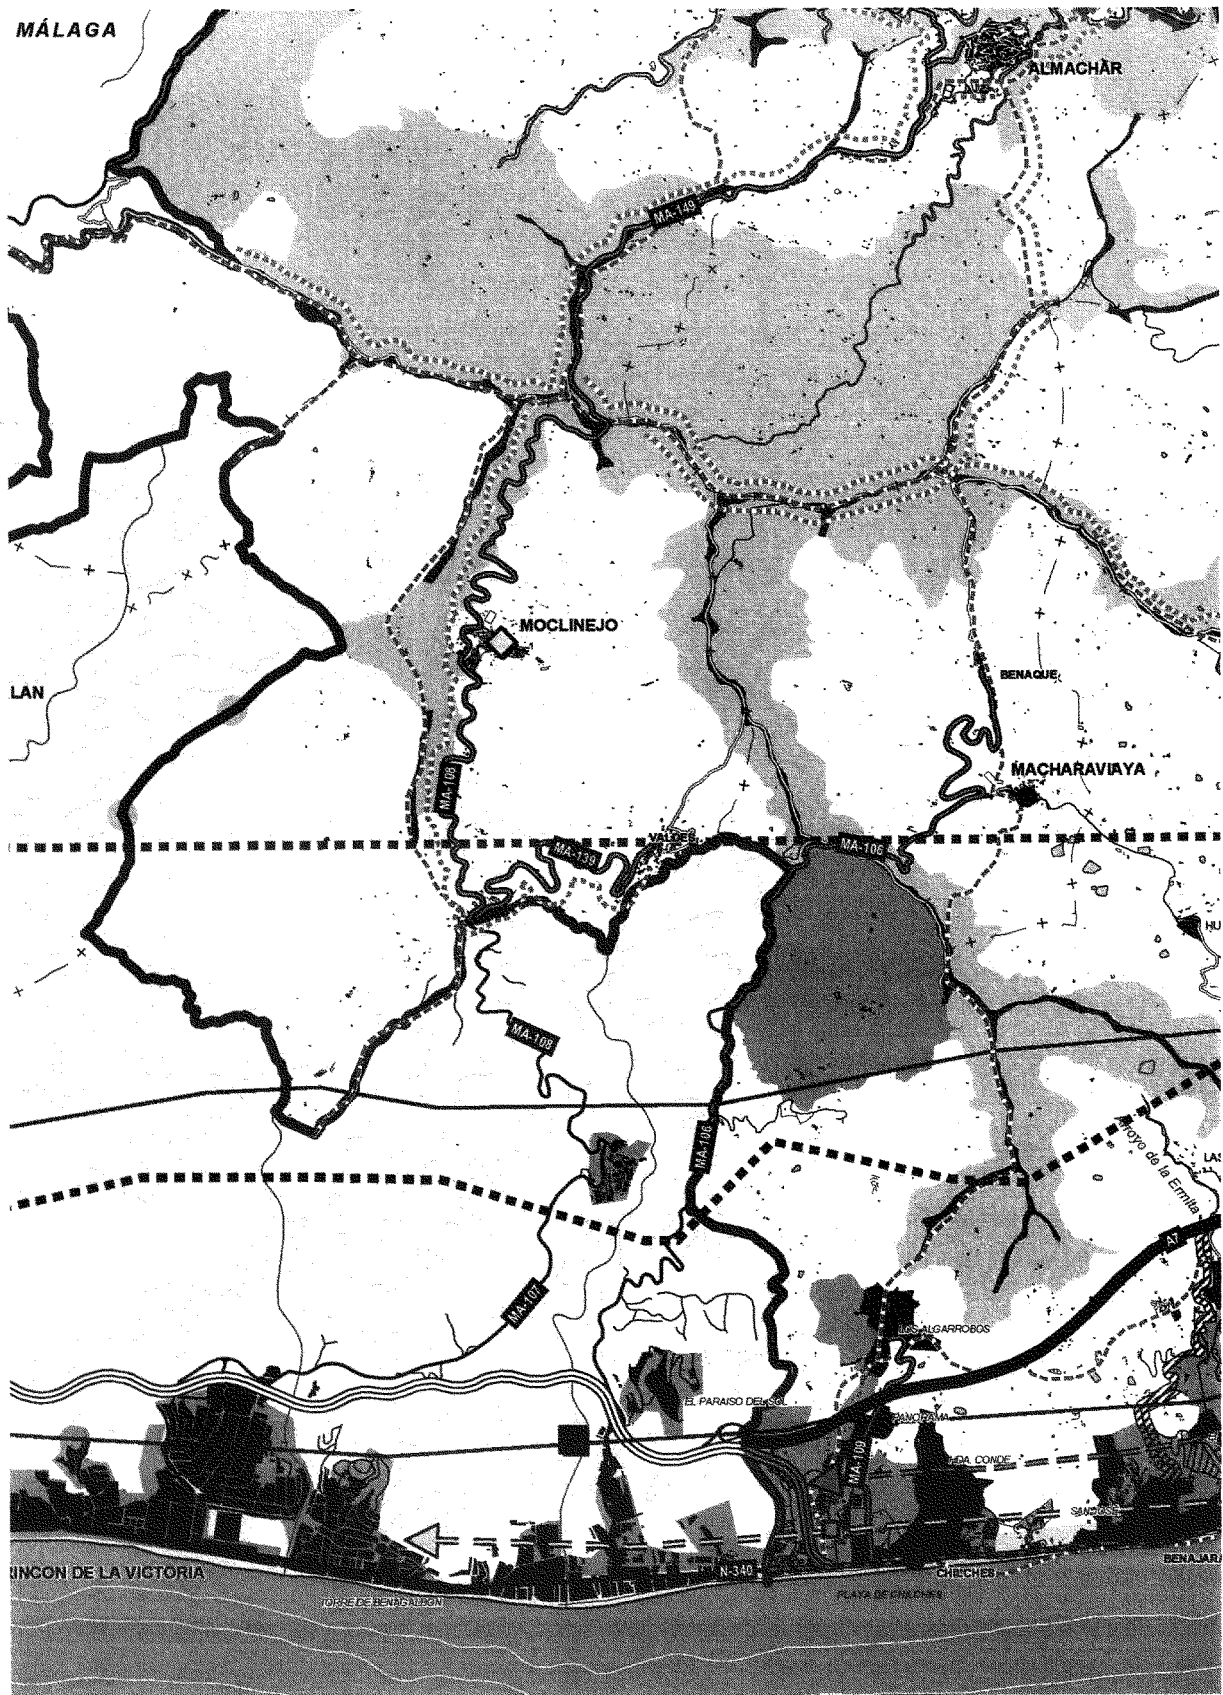 MÁLAGA
ALMACHAR
MA-149
MOCLINEJO
BENAQUE
LAN
MACHARAVIAYA
MA-108
VALDES
MA-139
MA-106
HU
MA-108
MA-106
Arroyo de la Ermita
LAS
A7
MA-107
LOS ALGARROBOS
EL PARAISO DEL SOL
PANORAMA
MA-109
HDA. CONDE
SAN JOSE
BENAJARA
RINCON DE LA VICTORIA
N-340
CHILCHES
PLAYA DE CHILCHES
TORRE DE BENAGALBON